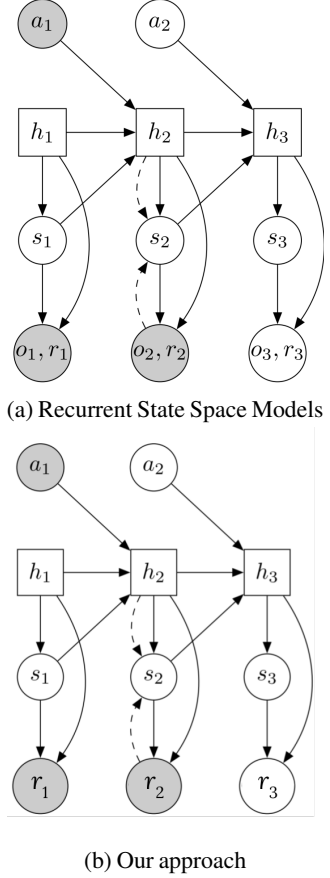 a₁ a₂
h₁ h₂ h₃
s₁ s₂ s₃
o₁, r₁ o₂, r₂ o₃, r₃
(a) Recurrent State Space Models
a₁ a₂
h₁ h₂ h₃
s₁ s₂ s₃
r₁ r₂ r₃
(b) Our approach